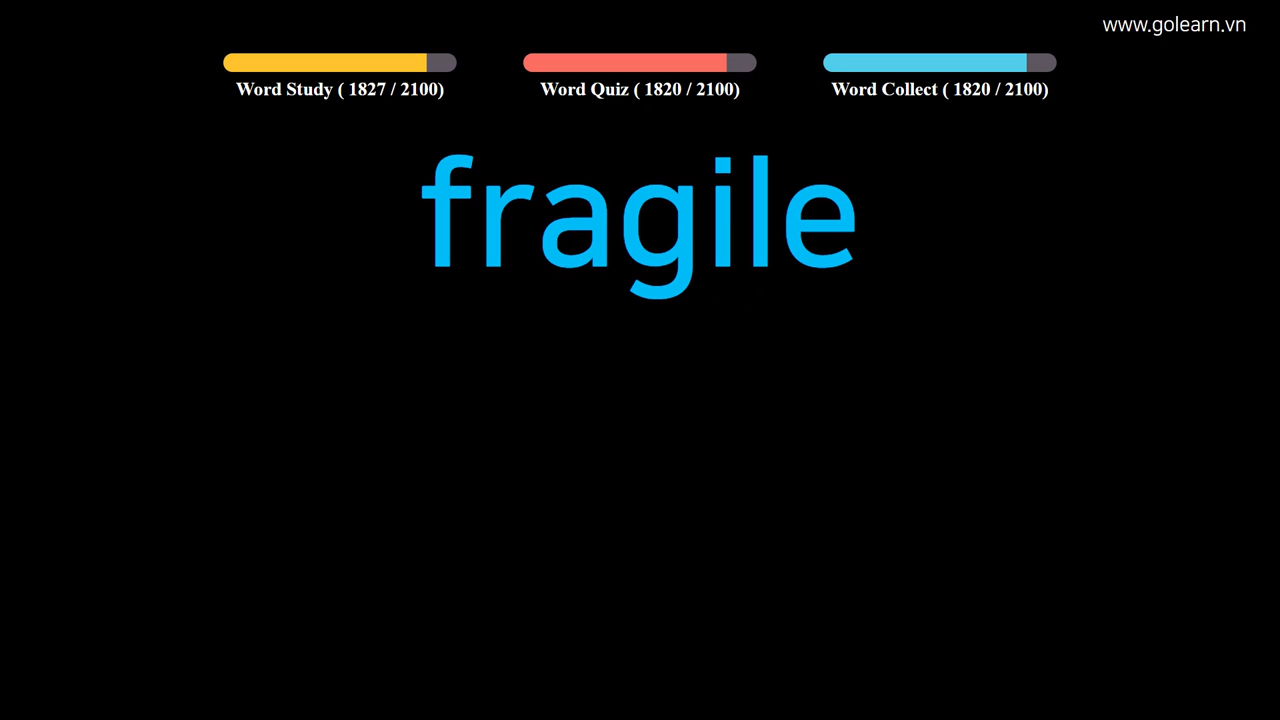 www.golearn.vn
Word Study ( 1827 / 2100)
Word Quiz ( 1820 / 2100)
Word Collect ( 1820 / 2100)
fragile